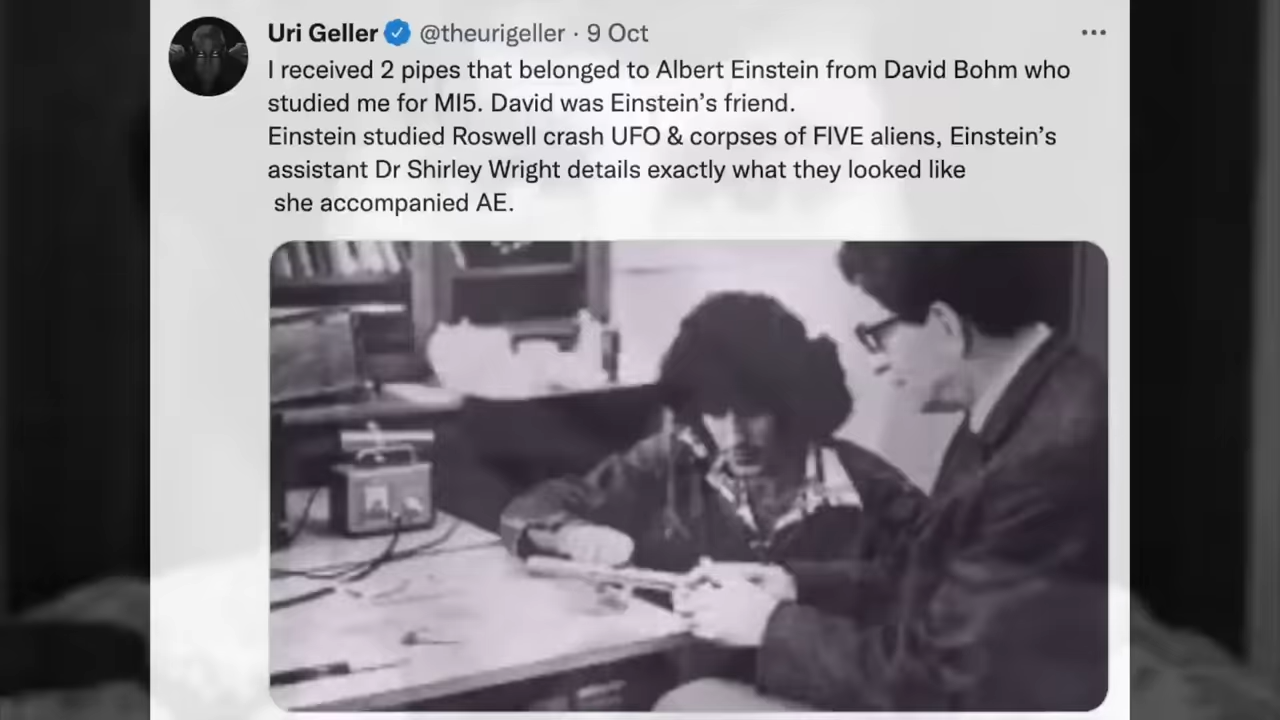 Uri Geller @theurigeller · 9 Oct
I received 2 pipes that belonged to Albert Einstein from David Bohm who
studied me for MI5. David was Einstein’s friend.
Einstein studied Roswell crash UFO & corpses of FIVE aliens, Einstein’s
assistant Dr Shirley Wright details exactly what they looked like
she accompanied AE.